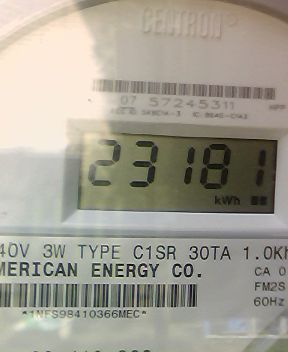 CENTRON®
07 57245311
23181
kWh
40V 3W TYPE C1SR 30TA 1.0Kh
MERICAN ENERGY CO.
CA 0
FM2S
60Hz
*1NFS98410366MEC*